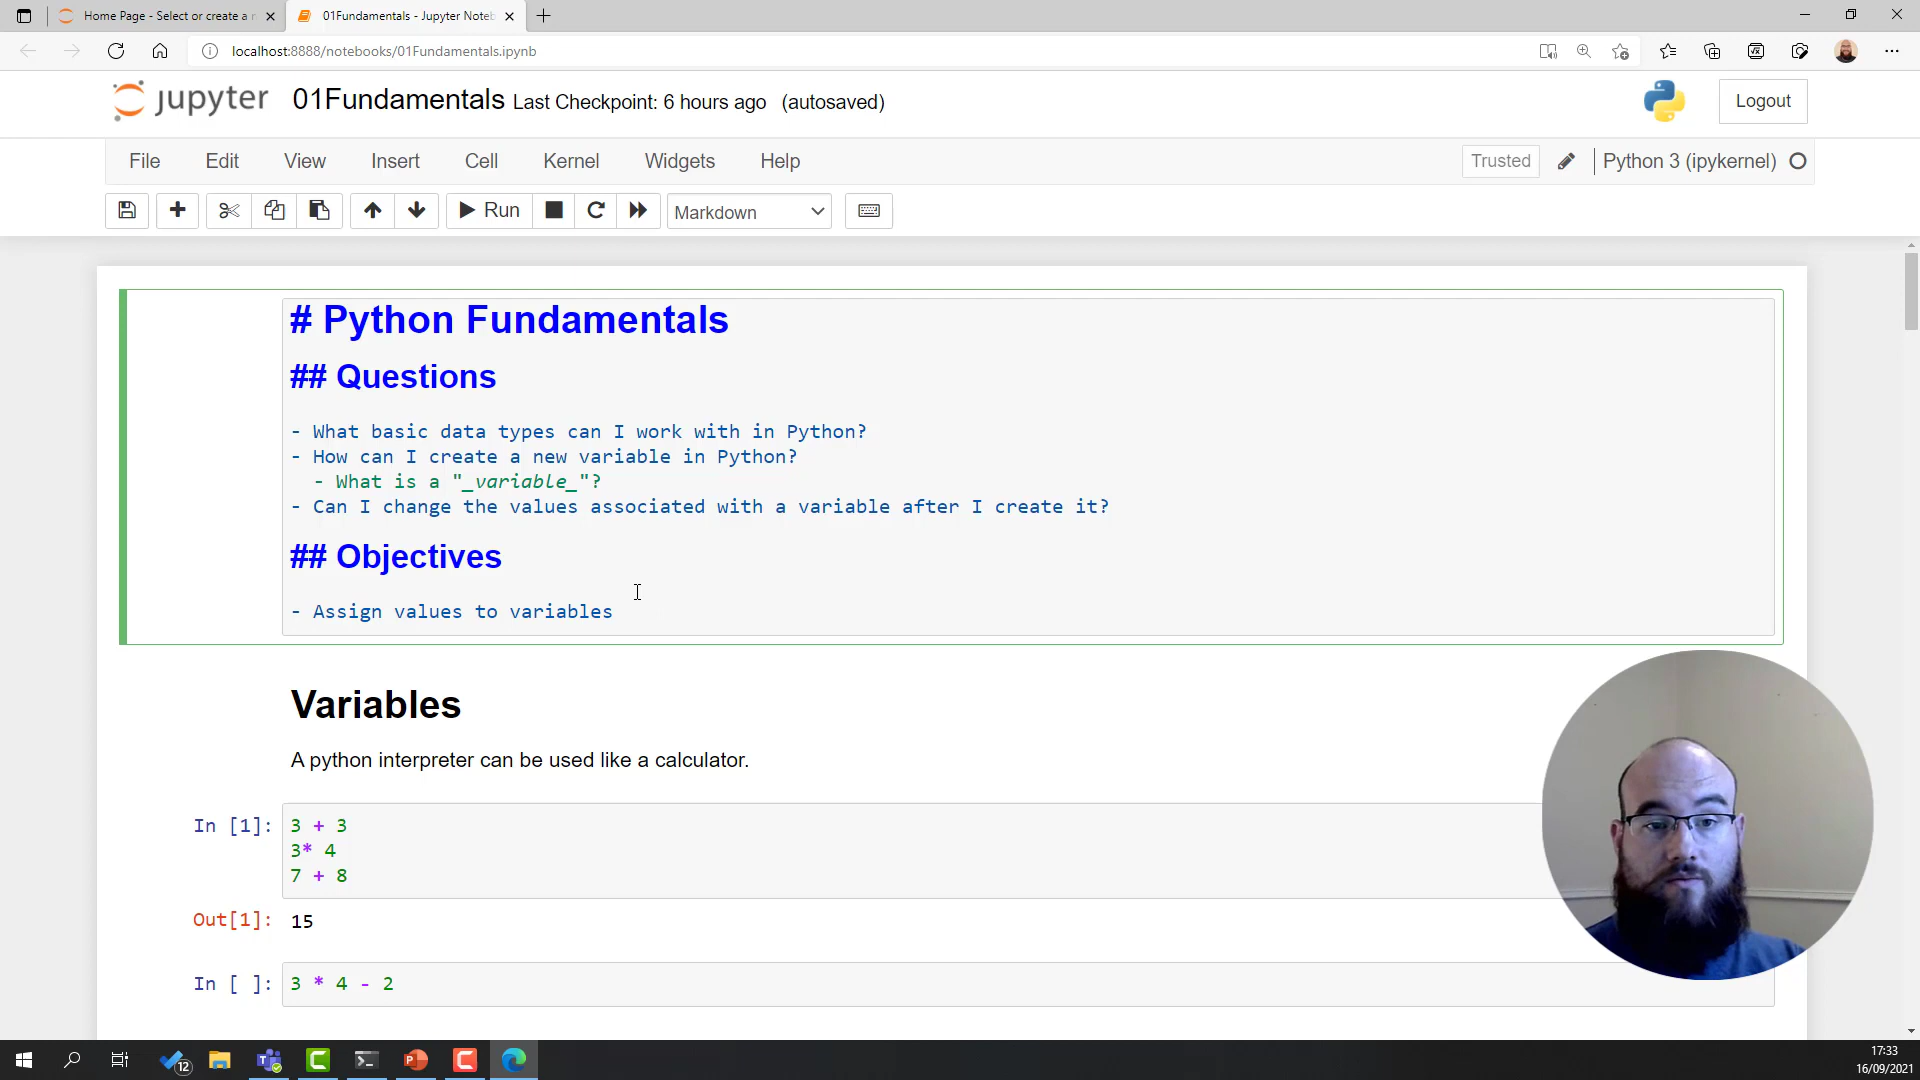 Home Page - Select or create a n
01Fundamentals - Jupyter Noteb
localhost:8888/notebooks/01Fundamentals.ipynb
jupyter 01Fundamentals Last Checkpoint: 6 hours ago (autosaved)
Logout
File Edit View Insert Cell Kernel Widgets Help
Trusted Python 3 (ipykernel)
Run Markdown
# Python Fundamentals
## Questions
- What basic data types can I work with in Python?
- How can I create a new variable in Python?
- What is a "_variable_"?
- Can I change the values associated with a variable after I create it?
## Objectives
- Assign values to variables
Variables
A python interpreter can be used like a calculator.
In [1]: 3 + 3
3* 4
7 + 8
Out[1]: 15
In [ ]: 3 * 4 - 2
12
17:33
16/09/2021